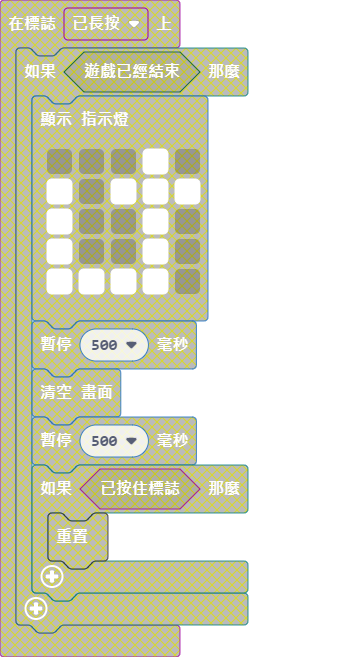 在標誌 已長按 上
如果 遊戲已經結束 那麼
顯示 指示燈
暫停 500 毫秒
清空 畫面
暫停 500 毫秒
如果 已按住標誌 那麼
重置